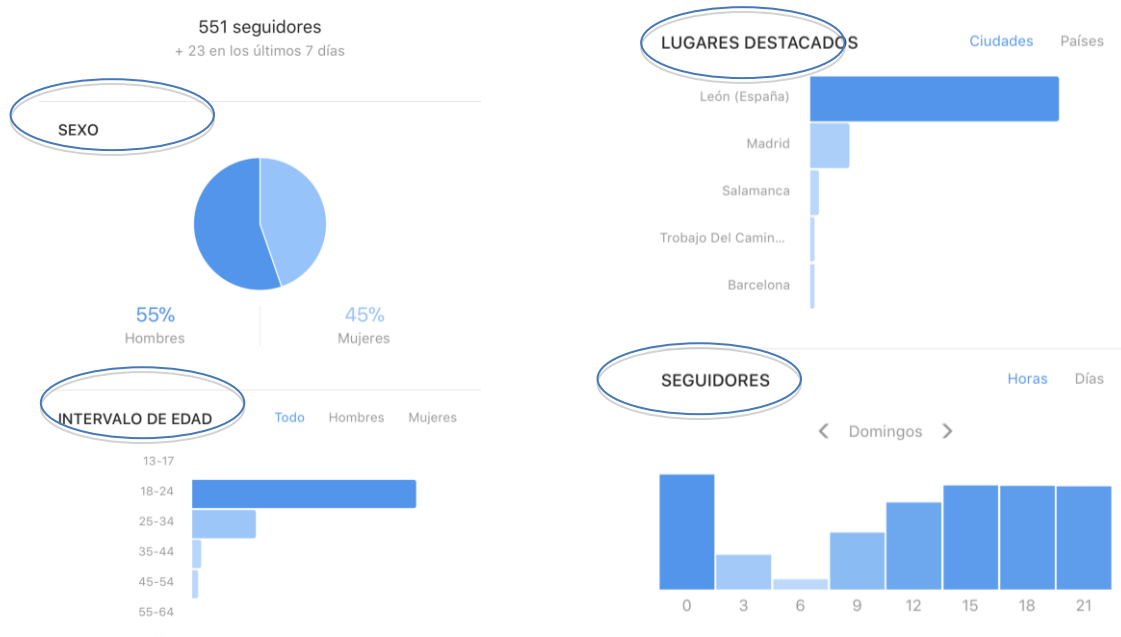 551 seguidores
+ 23 en los últimos 7 días
SEXO
55%
45%
Hombres
Mujeres
INTERVALO DE EDAD
Todo
Hombres
Mujeres
13-17
18-24
25-34
35-44
45-54
55-64
LUGARES DESTACADOS
Ciudades
Países
León (España)
Madrid
Salamanca
Trobajo Del Camin...
Barcelona
SEGUIDORES
Horas
Días
Domingos
0 3 6 9 12 15 18 21